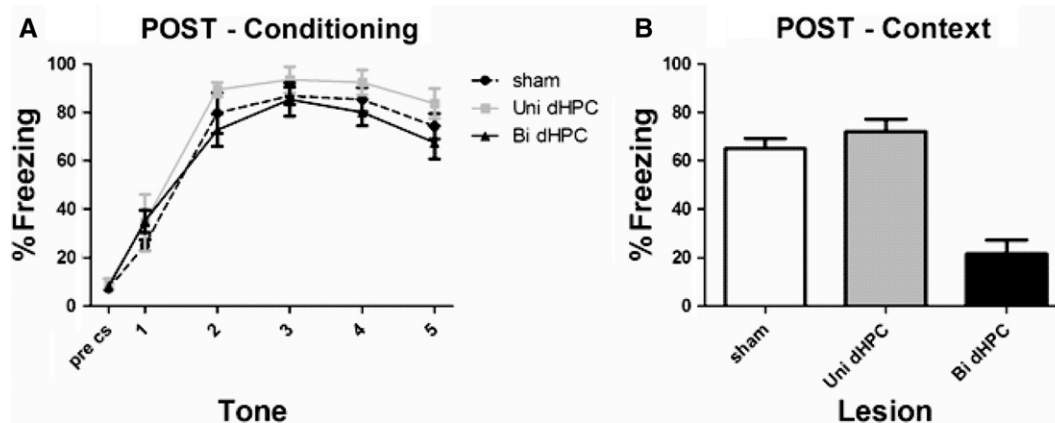 A
POST - Conditioning
% Freezing
100
80
60
40
20
0
pre cs
1
2
3
4
5
Tone
sham
Uni dHPC
Bi dHPC
B
POST - Context
% Freezing
100
80
60
40
20
0
sham
Uni dHPC
Bi dHPC
Lesion